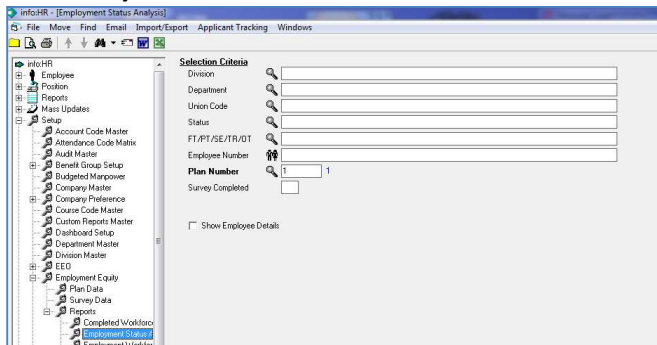 info:HR - [Employment Status Analysis]
File Move Find Email Import/Export Applicant Tracking Windows
info:HR
Employee
Position
Reports
Mass Updates
Setup
Account Code Master
Attendance Code Matrix
Audit Master
Benefit Group Setup
Budgeted Manpower
Company Master
Company Preference
Course Code Master
Custom Reports Master
Dashboard Setup
Department Master
Division Master
EEO
Employment Equity
Plan Data
Survey Data
Reports
Completed Workforc
Employment Status A
Selection Criteria
Division
Department
Union Code
Status
FT/PT/SE/TR/OT
Employee Number
Plan Number 1 1
Survey Completed
Show Employee Details